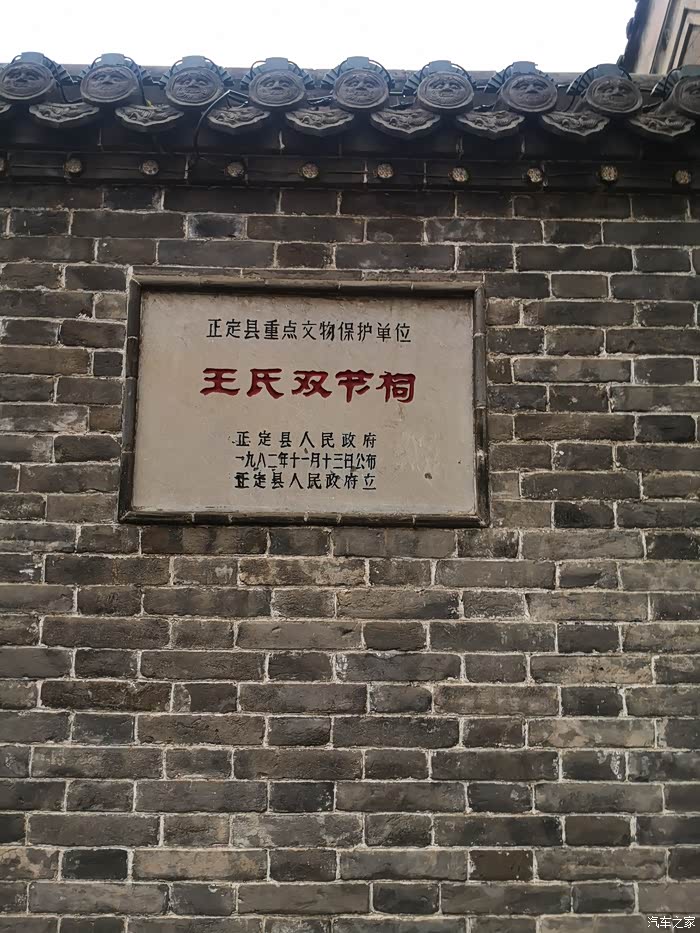 正定县重点文物保护单位
王氏双节祠
正定县人民政府
一九八二年十一月十三日公布
正定县人民政府立
汽车之家